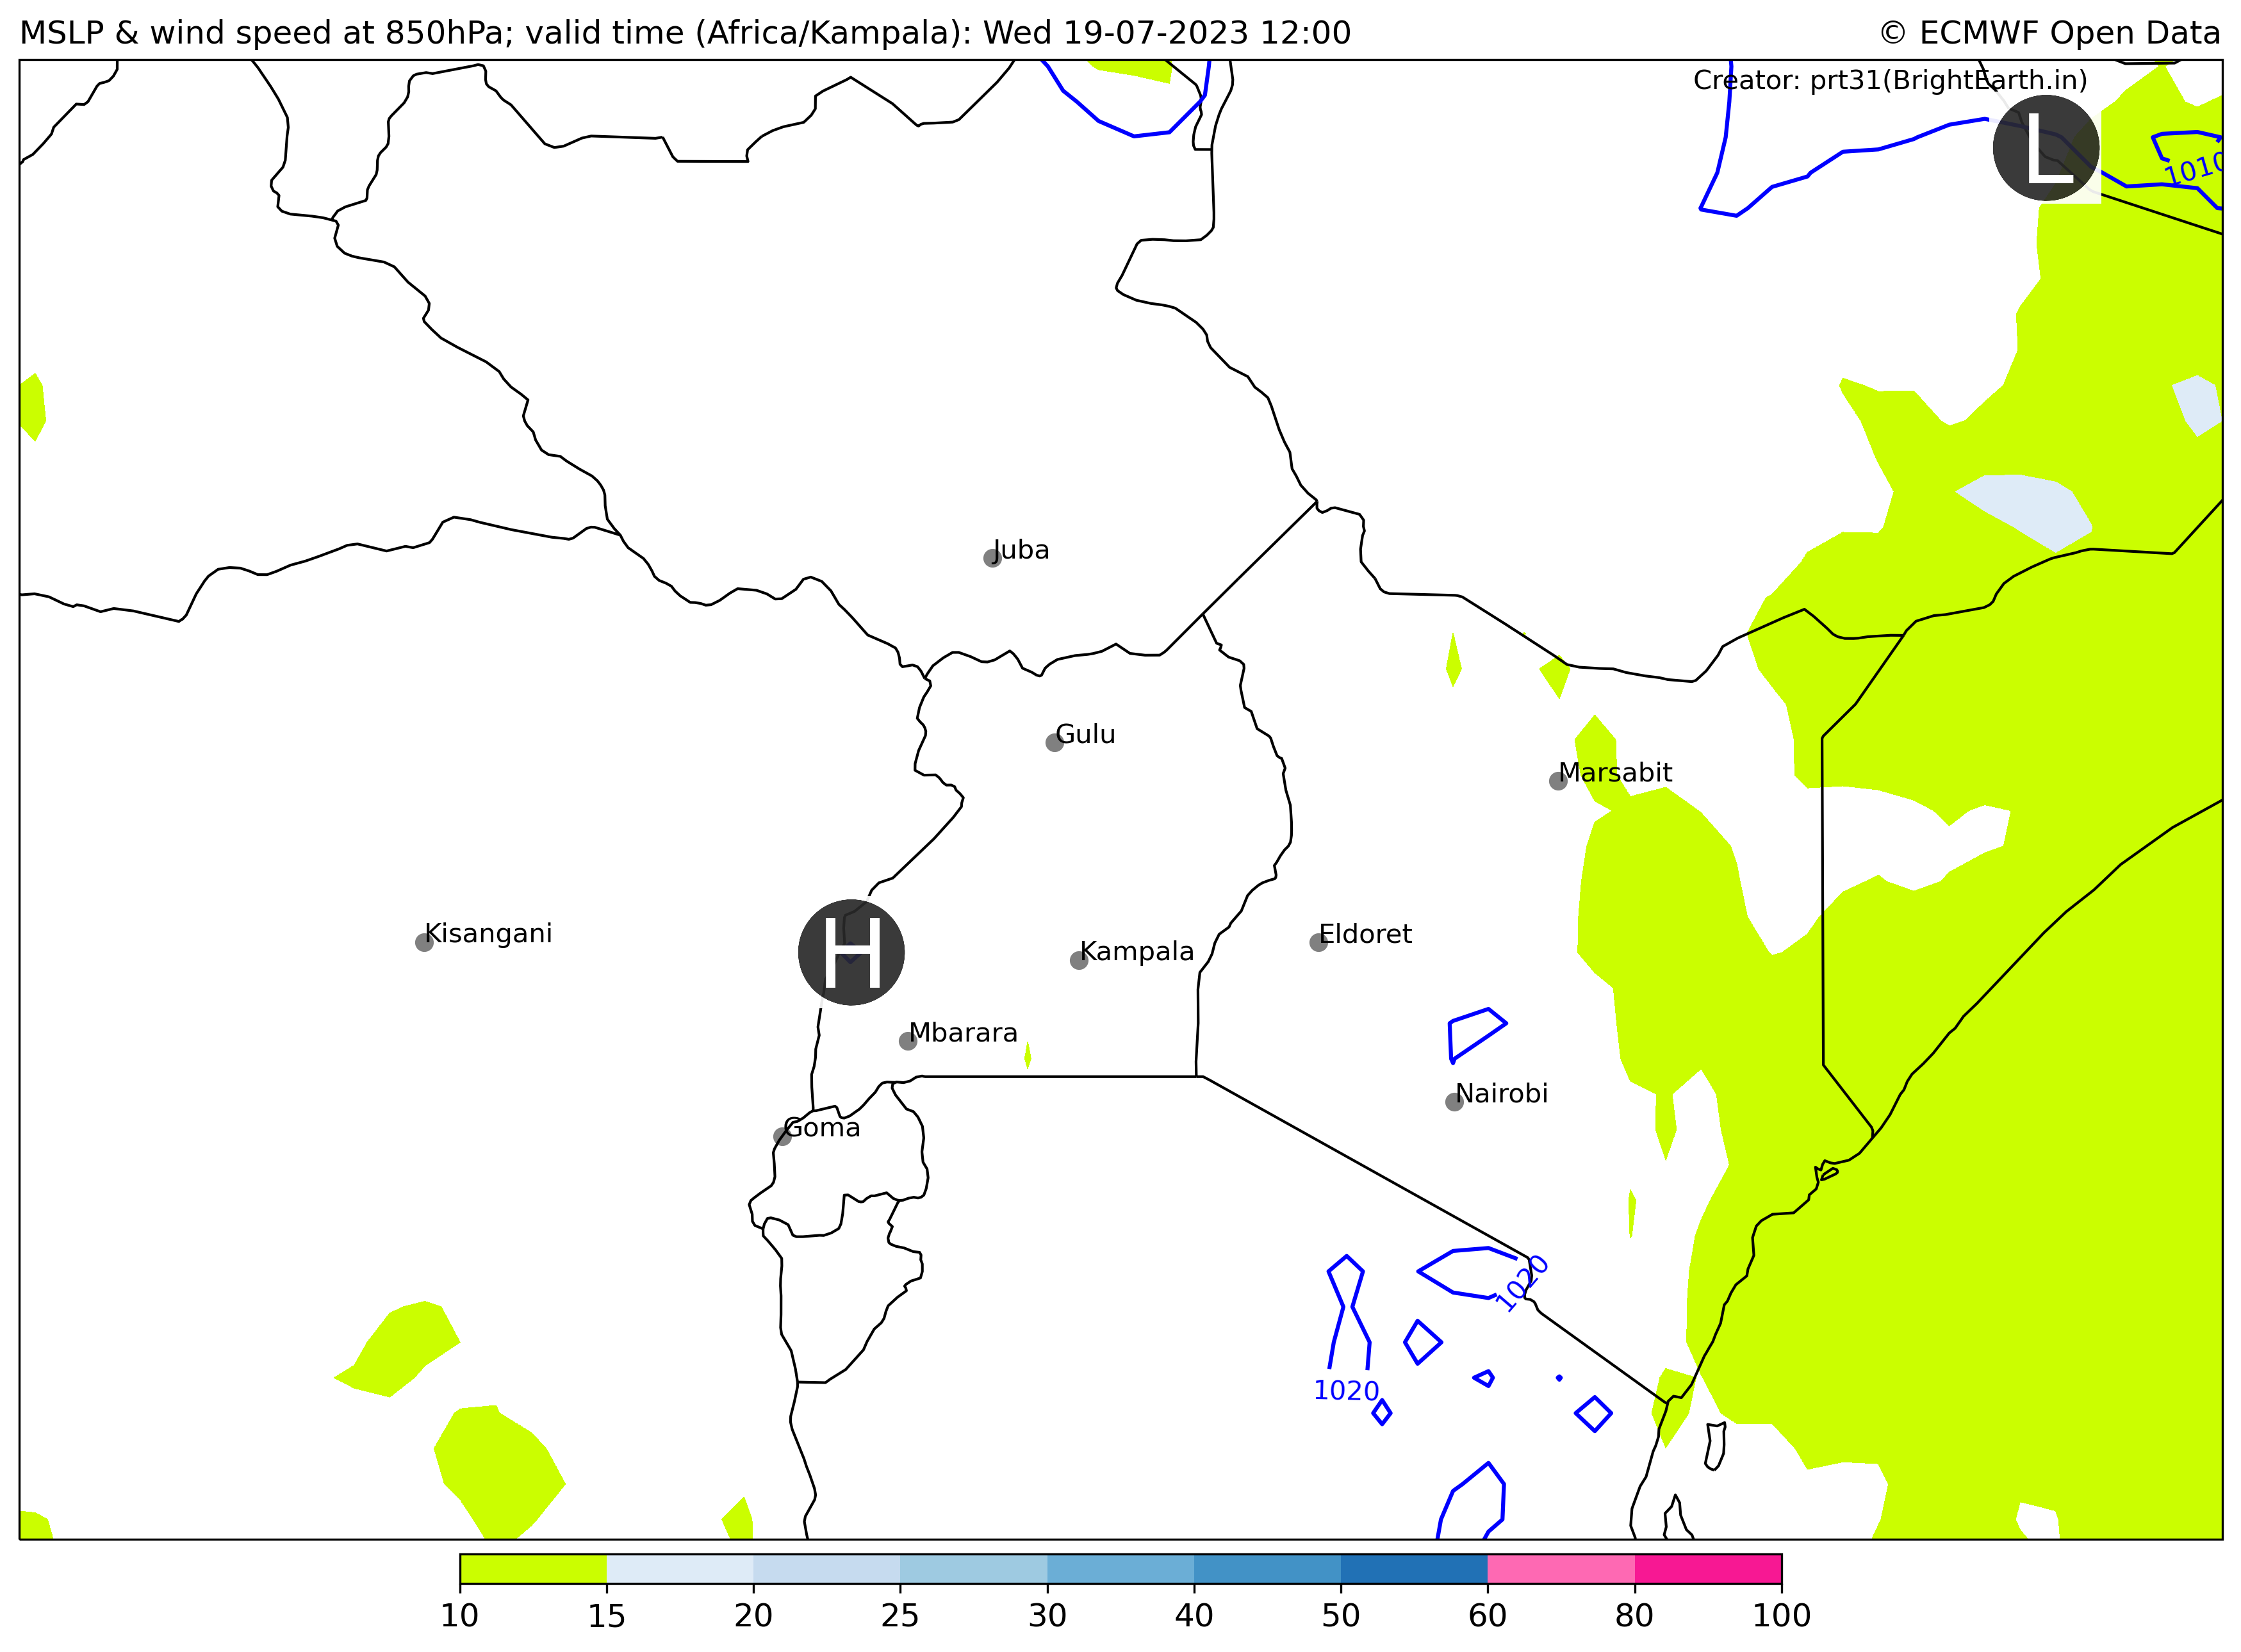 MSLP & wind speed at 850hPa; valid time (Africa/Kampala): Wed 19-07-2023 12:00
© ECMWF Open Data
Creator: prt31(BrightEarth.in)
L
1010
Juba
Gulu
Marsabit
Kisangani
Eldoret
H
Kampala
Mbarara
Nairobi
Goma
1020
1020
10 15 20 25 30 40 50 60 80 100